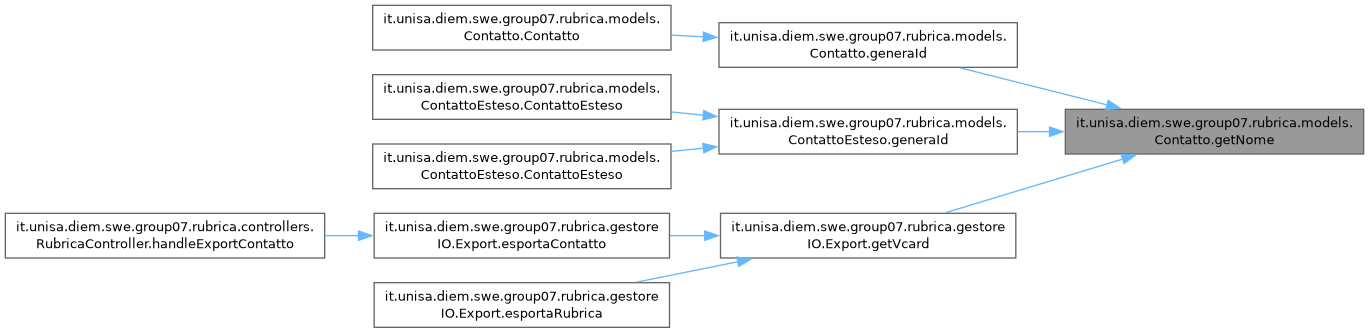 it.unisa.diem.swe.group07.rubrica.models.
Contatto.Contatto
it.unisa.diem.swe.group07.rubrica.models.
Contatto.generaId
it.unisa.diem.swe.group07.rubrica.models.
ContattoEsteso.ContattoEsteso
it.unisa.diem.swe.group07.rubrica.models.
ContattoEsteso.generaId
it.unisa.diem.swe.group07.rubrica.models.
Contatto.getNome
it.unisa.diem.swe.group07.rubrica.models.
ContattoEsteso.ContattoEsteso
it.unisa.diem.swe.group07.rubrica.controllers.
RubricaController.handleExportContatto
it.unisa.diem.swe.group07.rubrica.gestore
IO.Export.esportaContatto
it.unisa.diem.swe.group07.rubrica.gestore
IO.Export.getVcard
it.unisa.diem.swe.group07.rubrica.gestore
IO.Export.esportaRubrica